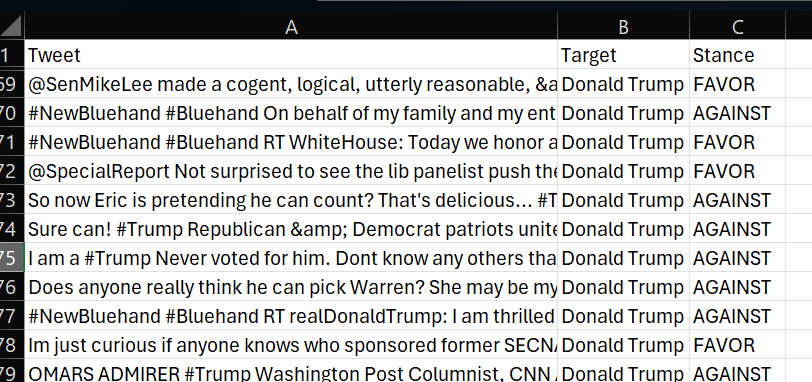 A B C
1 Tweet Target Stance
69 @SenMikeLee made a cogent, logical, utterly reasonable, &a Donald Trump FAVOR
70 #NewBluehand #Bluehand On behalf of my family and my ent Donald Trump AGAINST
71 #NewBluehand #Bluehand RT WhiteHouse: Today we honor a Donald Trump FAVOR
72 @SpecialReport Not surprised to see the lib panelist push the Donald Trump FAVOR
73 So now Eric is pretending he can count? That's delicious... #T Donald Trump AGAINST
74 Sure can! #Trump Republican &amp; Democrat patriots unite Donald Trump AGAINST
75 I am a #Trump Never voted for him. Dont know any others tha Donald Trump AGAINST
76 Does anyone really think he can pick Warren? She may be my Donald Trump AGAINST
77 #NewBluehand #Bluehand RT realDonaldTrump: I am thrilled Donald Trump AGAINST
78 Im just curious if anyone knows who sponsored former SECNA Donald Trump FAVOR
79 OMARS ADMIRER #Trump Washington Post Columnist, CNN Donald Trump AGAINST